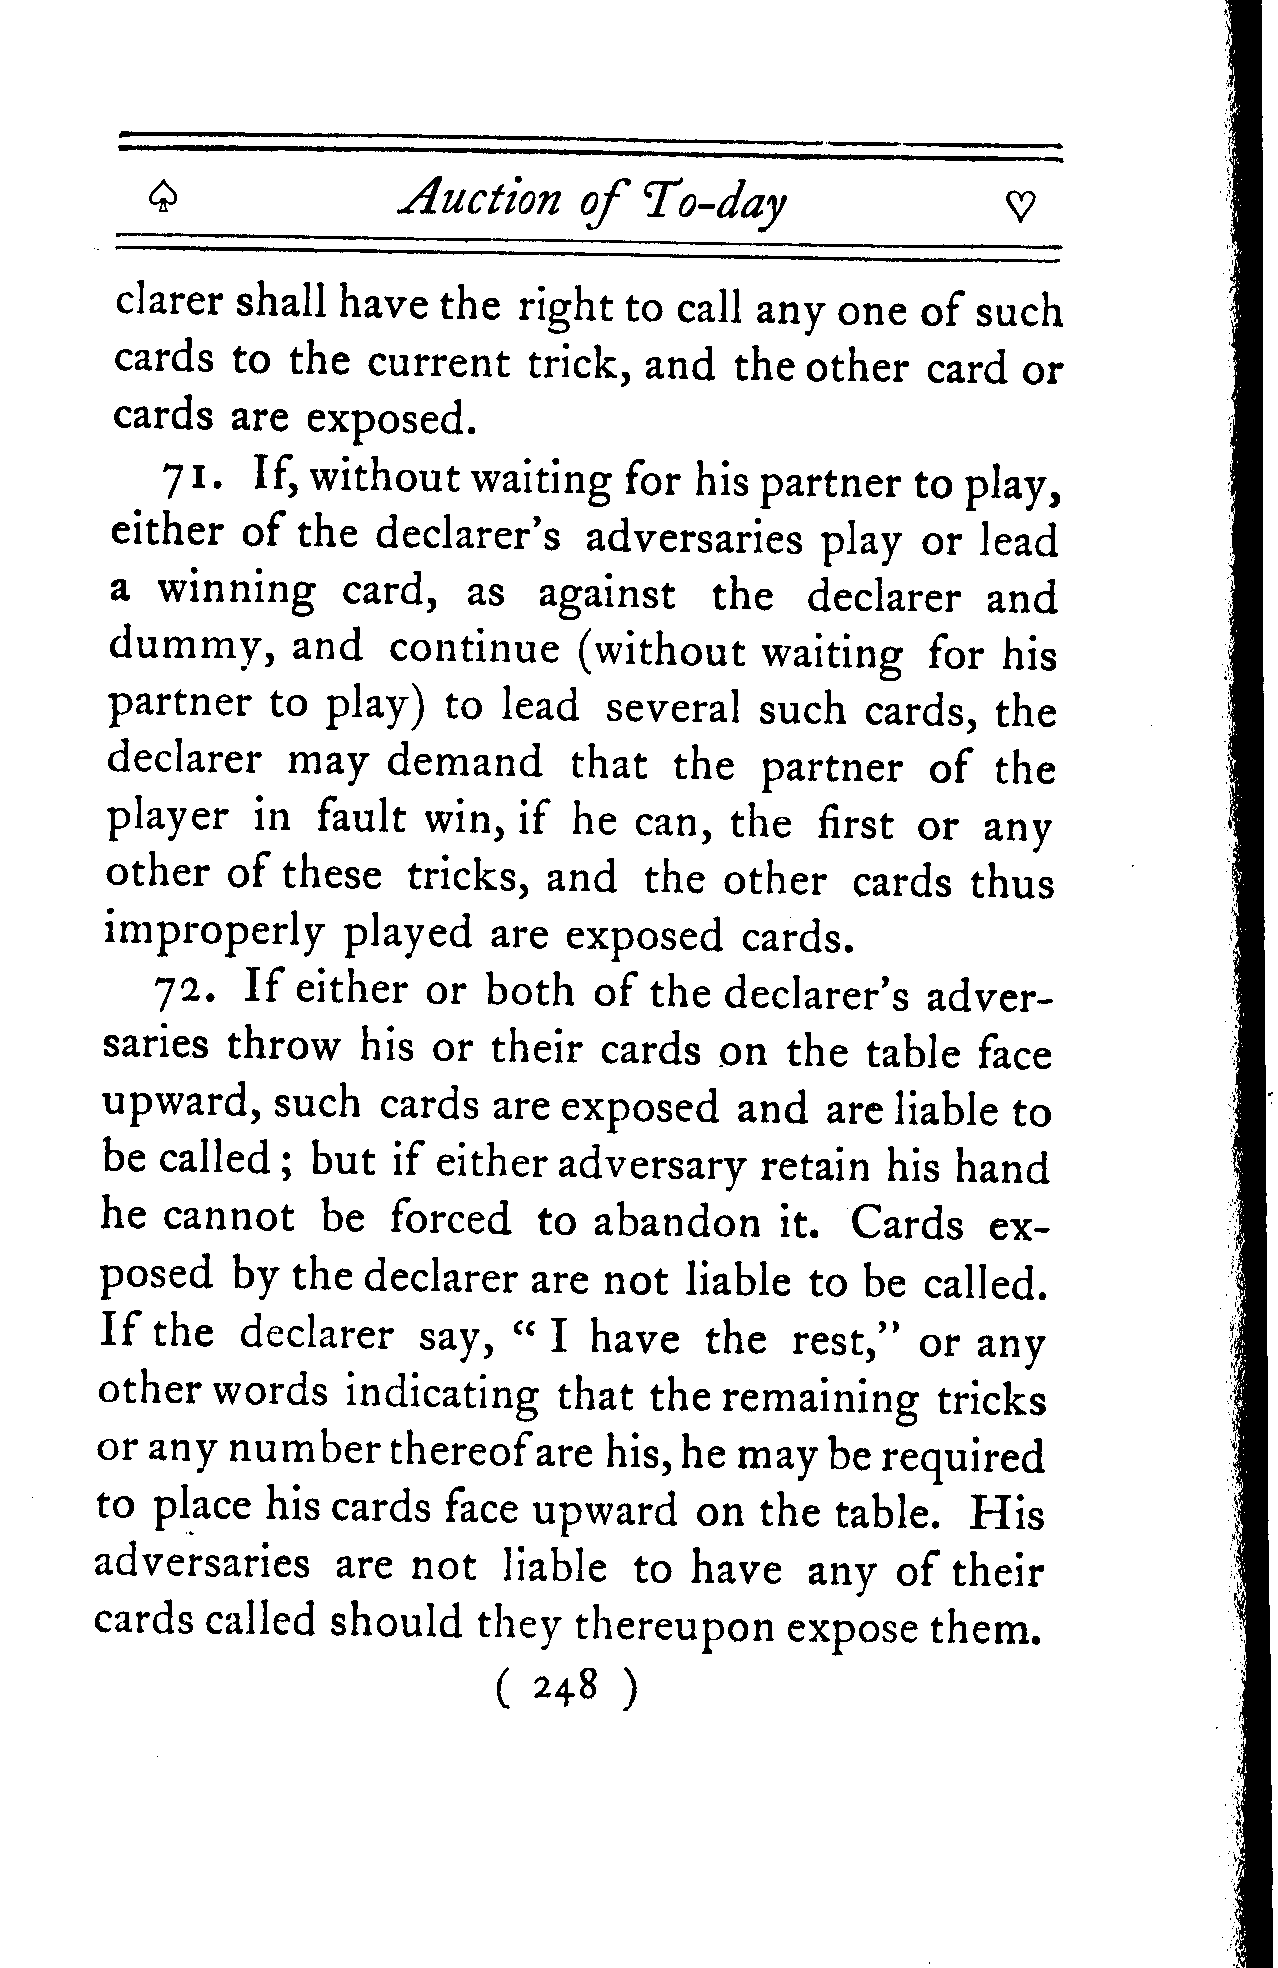 ♤ Auction of To-day ♡
clarer shall have the right to call any one of such
cards to the current trick, and the other card or
cards are exposed.
71. If, without waiting for his partner to play,
either of the declarer's adversaries play or lead
a winning card, as against the declarer and
dummy, and continue (without waiting for his
partner to play) to lead several such cards, the
declarer may demand that the partner of the
player in fault win, if he can, the first or any
other of these tricks, and the other cards thus
improperly played are exposed cards.
72. If either or both of the declarer's adver-
saries throw his or their cards on the table face
upward, such cards are exposed and are liable to
be called; but if either adversary retain his hand
he cannot be forced to abandon it. Cards ex-
posed by the declarer are not liable to be called.
If the declarer say, "I have the rest," or any
other words indicating that the remaining tricks
or any number thereof are his, he may be required
to place his cards face upward on the table. His
adversaries are not liable to have any of their
cards called should they thereupon expose them.
( 248 )